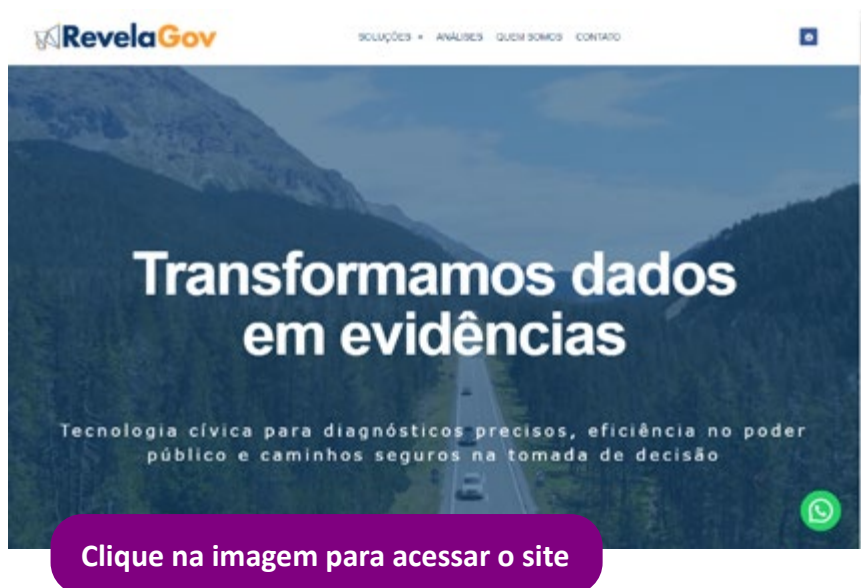 RevelaGov
SOLUÇÕES ANÁLISES QUEM SOMOS CONTATO
Transformamos dados
em evidências
Tecnologia cívica para diagnósticos precisos, eficiência no poder
público e caminhos seguros na tomada de decisão
Clique na imagem para acessar o site